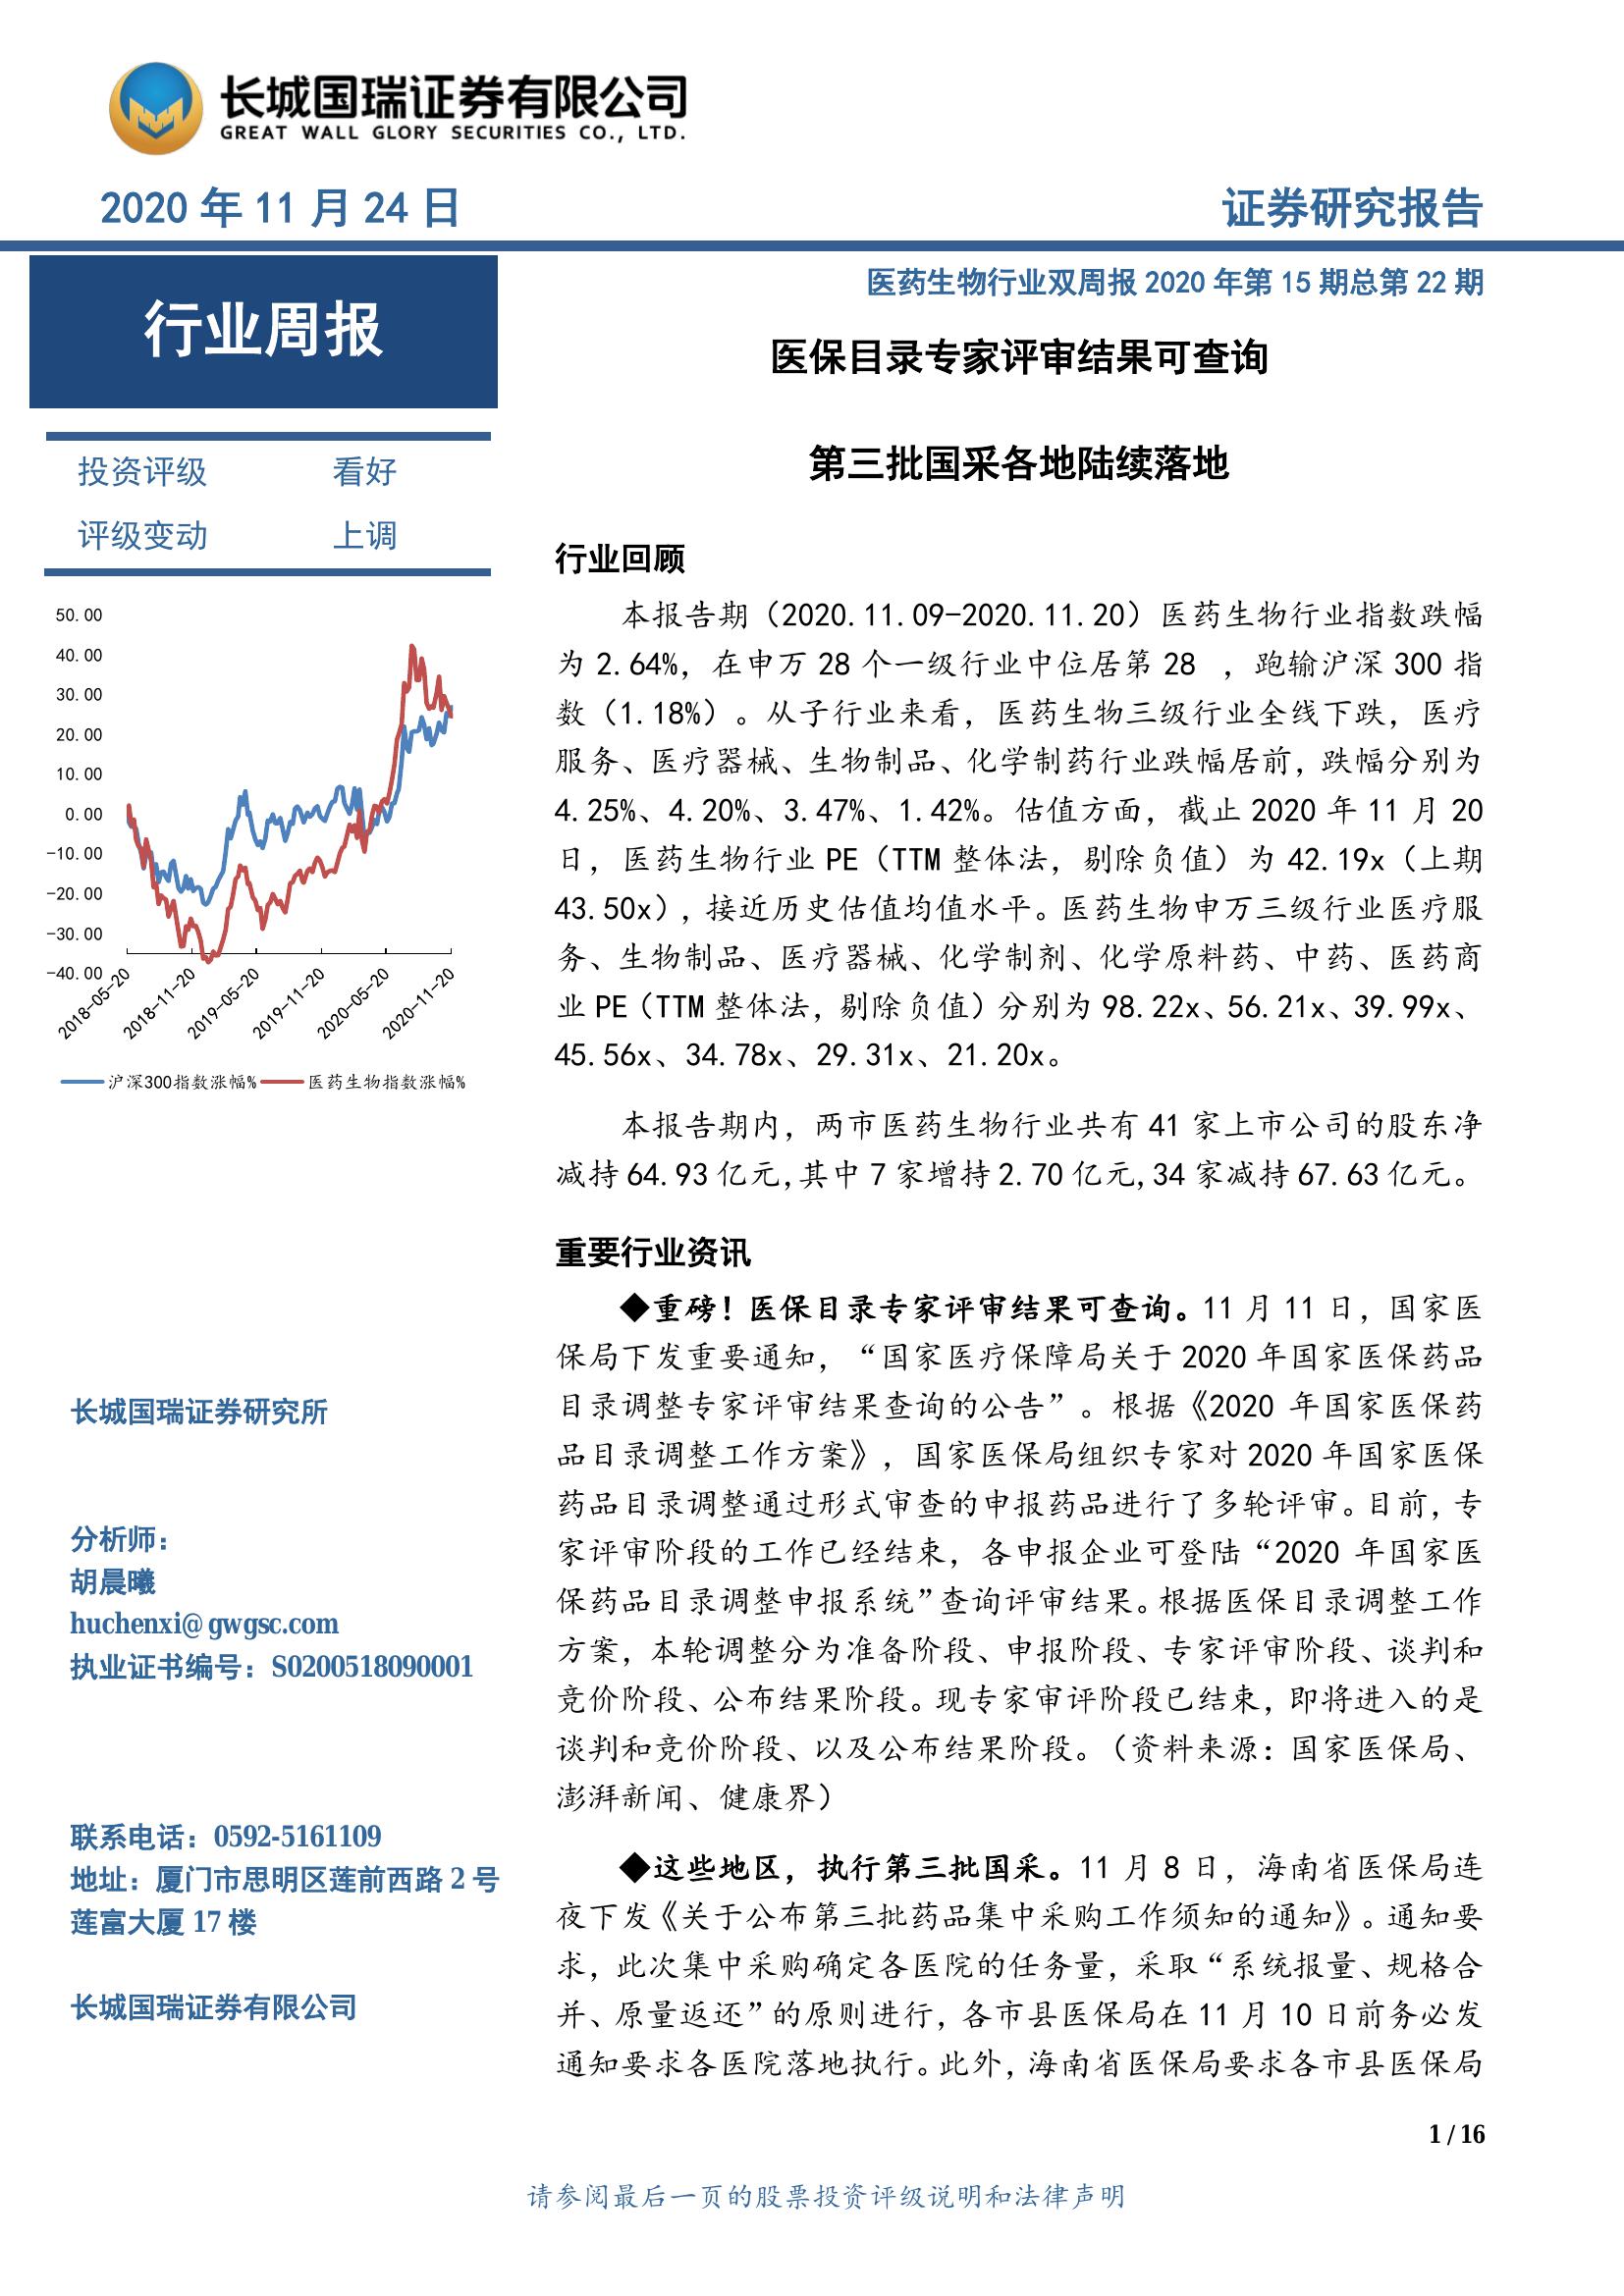 长城国瑞证券有限公司
GREAT WALL GLORY SECURITIES CO., LTD.
2020 年 11 月 24 日
证券研究报告
行业周报
投资评级 看好
评级变动 上调
50.00
40.00
30.00
20.00
10.00
0.00
-10.00
-20.00
-30.00
-40.00
2018-05-20
2018-11-20
2019-05-20
2019-11-20
2020-05-20
2020-11-20
沪深300指数涨幅%
医药生物指数涨幅%
长城国瑞证券研究所
分析师：
胡晨曦
huchenxi@gwgsc.com
执业证书编号：S0200518090001
联系电话：0592-5161109
地址：厦门市思明区莲前西路 2 号
莲富大厦 17 楼
长城国瑞证券有限公司
医药生物行业双周报 2020 年第 15 期总第 22 期
医保目录专家评审结果可查询
第三批国采各地陆续落地
行业回顾
本报告期（2020.11.09-2020.11.20）医药生物行业指数跌幅
为 2.64%，在申万 28 个一级行业中位居第 28 ，跑输沪深 300 指
数（1.18%）。从子行业来看，医药生物三级行业全线下跌，医疗
服务、医疗器械、生物制品、化学制药行业跌幅居前，跌幅分别为
4.25%、4.20%、3.47%、1.42%。估值方面，截止 2020 年 11 月 20
日，医药生物行业 PE（TTM 整体法，剔除负值）为 42.19x（上期
43.50x），接近历史估值均值水平。医药生物申万三级行业医疗服
务、生物制品、医疗器械、化学制剂、化学原料药、中药、医药商
业 PE（TTM 整体法，剔除负值）分别为 98.22x、56.21x、39.99x、
45.56x、34.78x、29.31x、21.20x。
本报告期内，两市医药生物行业共有 41 家上市公司的股东净
减持 64.93 亿元,其中 7 家增持 2.70 亿元,34 家减持 67.63 亿元。
重要行业资讯
◆重磅！医保目录专家评审结果可查询。11 月 11 日，国家医
保局下发重要通知，“国家医疗保障局关于 2020 年国家医保药品
目录调整专家评审结果查询的公告”。根据《2020 年国家医保药
品目录调整工作方案》，国家医保局组织专家对 2020 年国家医保
药品目录调整通过形式审查的申报药品进行了多轮评审。目前，专
家评审阶段的工作已经结束，各申报企业可登陆“2020 年国家医
保药品目录调整申报系统”查询评审结果。根据医保目录调整工作
方案，本轮调整分为准备阶段、申报阶段、专家评审阶段、谈判和
竞价阶段、公布结果阶段。现专家审评阶段已结束，即将进入的是
谈判和竞价阶段、以及公布结果阶段。（资料来源：国家医保局、
澎湃新闻、健康界）
◆这些地区，执行第三批国采。11 月 8 日，海南省医保局连
夜下发《关于公布第三批药品集中采购工作须知的通知》。通知要
求，此次集中采购确定各医院的任务量，采取“系统报量、规格合
并、原量返还”的原则进行，各市县医保局在 11 月 10 日前务必发
通知要求各医院落地执行。此外，海南省医保局要求各市县医保局
1 / 16
请参阅最后一页的股票投资评级说明和法律声明